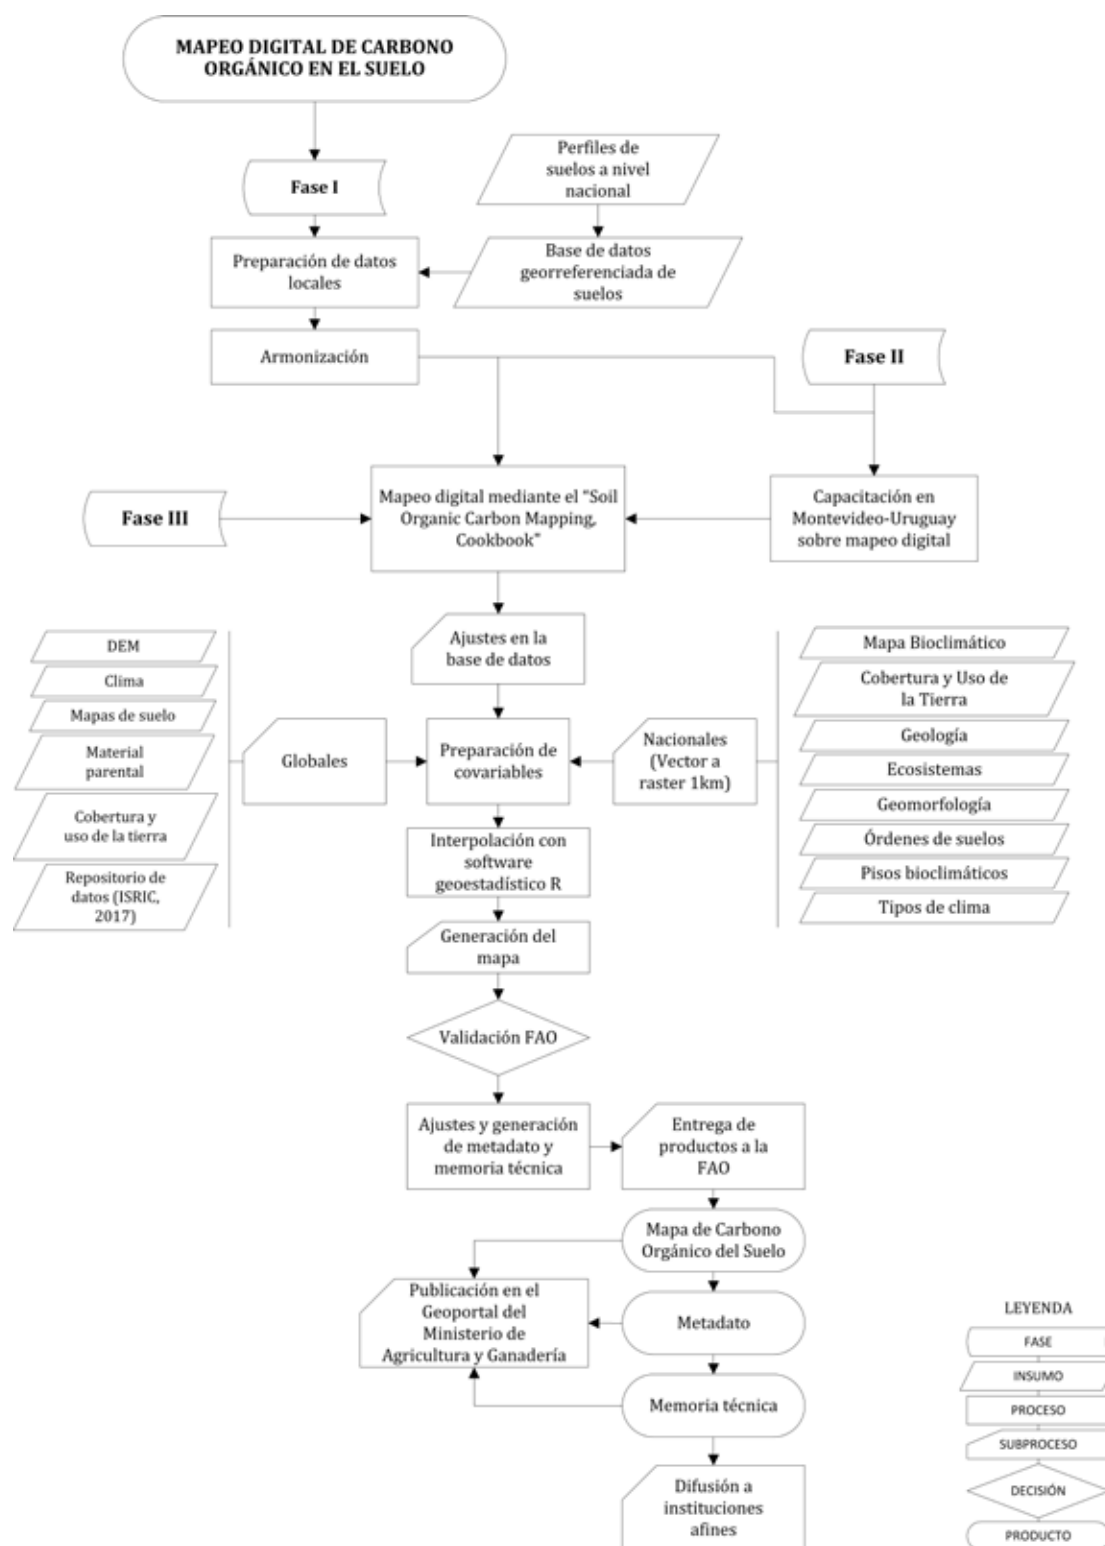 MAPEO DIGITAL DE CARBONO
ORGÁNICO EN EL SUELO
Perfiles de
suelos a nivel
nacional
Fase I
Preparación de datos
locales
Base de datos
georreferenciada de
suelos
Armonización
Fase II
Fase III
Mapeo digital mediante el "Soil
Organic Carbon Mapping,
Cookbook"
Capacitación en
Montevideo-Uruguay
sobre mapeo digital
Ajustes en la
base de datos
DEM
Clima
Mapas de suelo
Material
parental
Cobertura y
uso de la tierra
Repositorio de
datos (ISRIC,
2017)
Globales
Preparación de
covariables
Nacionales
(Vector a
raster 1km)
Mapa Bioclimático
Cobertura y Uso de
la Tierra
Geología
Ecosistemas
Geomorfología
Órdenes de suelos
Pisos bioclimáticos
Tipos de clima
Interpolación con
software
geoestadístico R
Generación del
mapa
Validación FAO
Ajustes y generación
de metadato y
memoria técnica
Entrega de
productos a la
FAO
Mapa de Carbono
Orgánico del Suelo
Publicación en el
Geoportal del
Ministerio de
Agricultura y Ganadería
Metadato
Memoria técnica
Difusión a
instituciones
afines
LEYENDA
FASE
INSUMO
PROCESO
SUBPROCESO
DECISIÓN
PRODUCTO